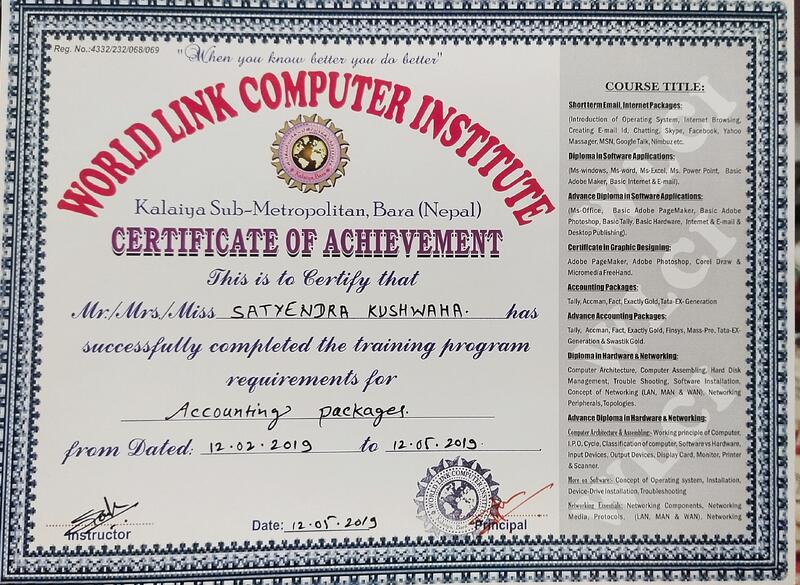 Reg. No.:4332/232/068/069
"When you know better you do better"
WORLD LINK COMPUTER INSTITUTE
Kalaiya Bara
Kalaiya Sub-Metropolitan, Bara (Nepal)
CERTIFICATE OF ACHIEVEMENT
This is to Certify that
Mr./Mrs./Miss SATYENDRA KUSHWAHA. has
successfully completed the training program
requirements for
Accounting packages.
from Dated: 12.02.2019 to 12.05.2019.
WORLD LINK COMPUTER INSTITUTE
Instructor
Date: 12.05.2019
Principal
COURSE TITLE:
Short term Email, Internet Packages:
(Introduction of Operating System, Internet Browsing,
Creating E-mail Id, Chatting, Skype, Facebook, Yahoo
Massager, MSN, Google Talk, Nimbuz etc.
Diploma in Software Applications:
(Ms-windows, Ms-word, Ms-Excel, Ms. Power Point, Basic
Adobe Maker, Basic Internet & E-mail).
Advance Diploma in Software Applications:
(Ms-Office, Basic Adobe PageMaker, Basic Adobe
Photoshop, Basic Tally, Basic Hardware, Internet & E-mail &
Desktop Publishing).
Certificate in Graphic Designing:
Adobe PageMaker, Adobe Photoshop, Corel Draw &
Micromedia FreeHand.
Accounting Packages:
Tally, Accman, Fact, Exactly Gold, Tata-EX-Generation
Advance Accounting Packages:
Tally, Accman, Fact, Exactly Gold, Finsys, Mass-Pro, Tata-EX-
Generation & Swastik Gold.
Diploma in Hardware & Networking:
Computer Architecture, Computer Assembling, Hard Disk
Management, Trouble Shooting, Software Installation,
Concept of Networking (LAN, MAN & WAN), Networking
Peripherals, Topologies.
Advance Diploma in Hardware & Networking:
Computer Architecture & Assembling:- Working principle of Computer,
I.P.O. Cycle, Classification of computer, Software vs Hardware,
Input Devices, Output Devices, Display Card, Monitor, Printer
& Scanner.
More on Software:- Concept of Operating system, Installation,
Device-Drive Installation, Troubleshooting
Networking Essentials: Networking Components, Networking
Media, Protocols, (LAN, MAN & WAN), Networking